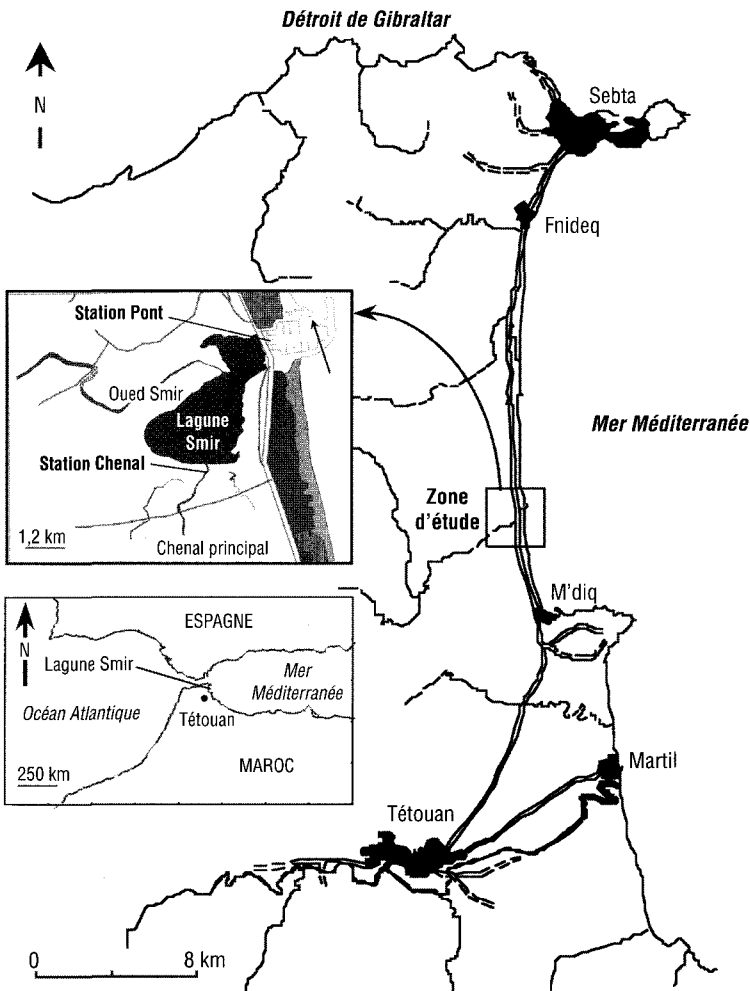 Détroit de Gibraltar
N
Sebta
Fnideq
Station Pont
Oued Smir
Lagune
Smir
Station Chenal
1,2 km
Chenal principal
Mer Méditerranée
Zone
d'étude
M'diq
ESPAGNE
N
Lagune Smir
Mer
Méditerranée
Océan Atlantique
Tétouan
MAROC
250 km
Martil
Tétouan
0
8 km